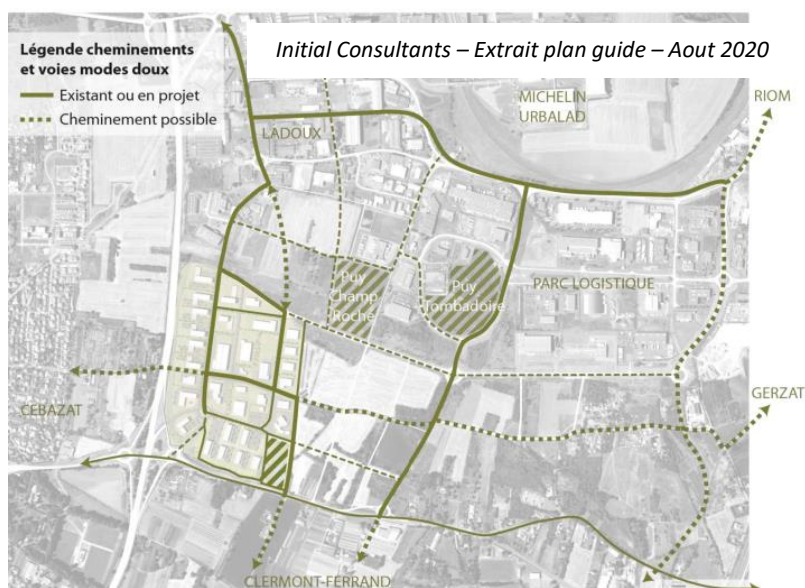 Légende cheminements
et voies modes doux
Existant ou en projet
Cheminement possible
Initial Consultants – Extrait plan guide – Aout 2020
MICHELIN
URBALAD
RIOM
LADOUX
Puy
Champ
Roche
Puy
Tombadoire
PARC LOGISTIQUE
CEBAZAT
GERZAT
CLERMONT-FERRAND